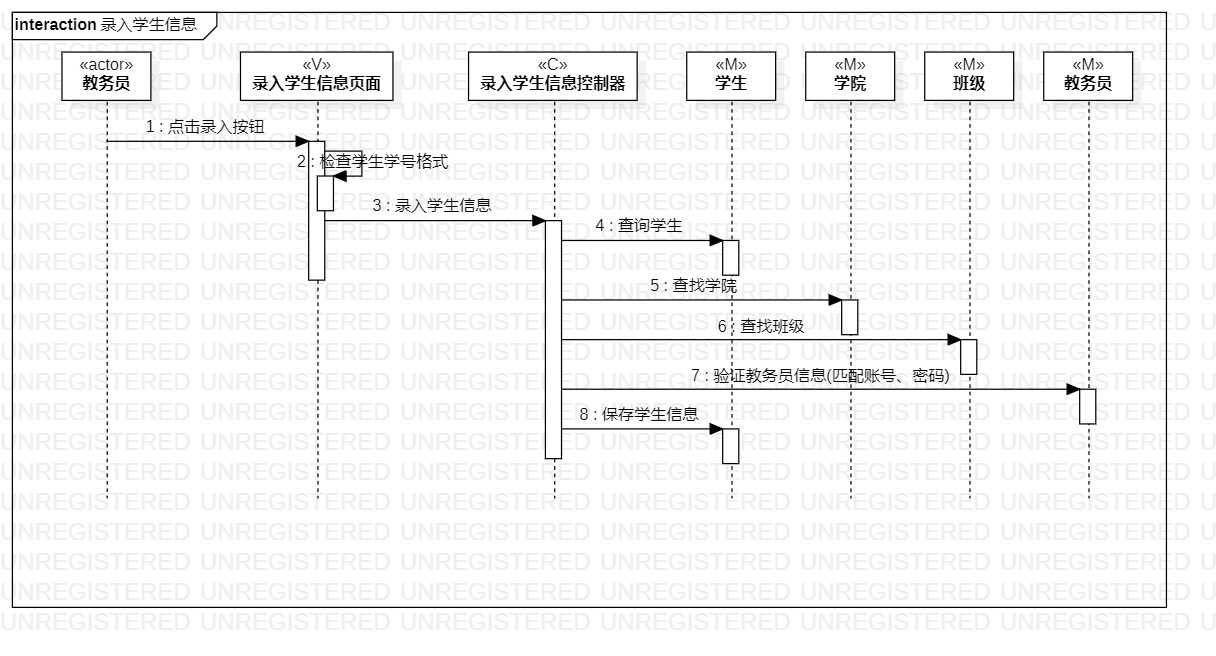 interaction 录入学生信息
«actor»
教务员
«V»
录入学生信息页面
«C»
录入学生信息控制器
«M»
学生
«M»
学院
«M»
班级
«M»
教务员
1 : 点击录入按钮
2 : 检查学生学号格式
3 : 录入学生信息
4 : 查询学生
5 : 查找学院
6 : 查找班级
7 : 验证教务员信息(匹配账号、密码)
8 : 保存学生信息
UNREGISTERED UNREGISTERED UNREGISTERED UNREGISTERED UNREGISTERED UNREGISTERED U